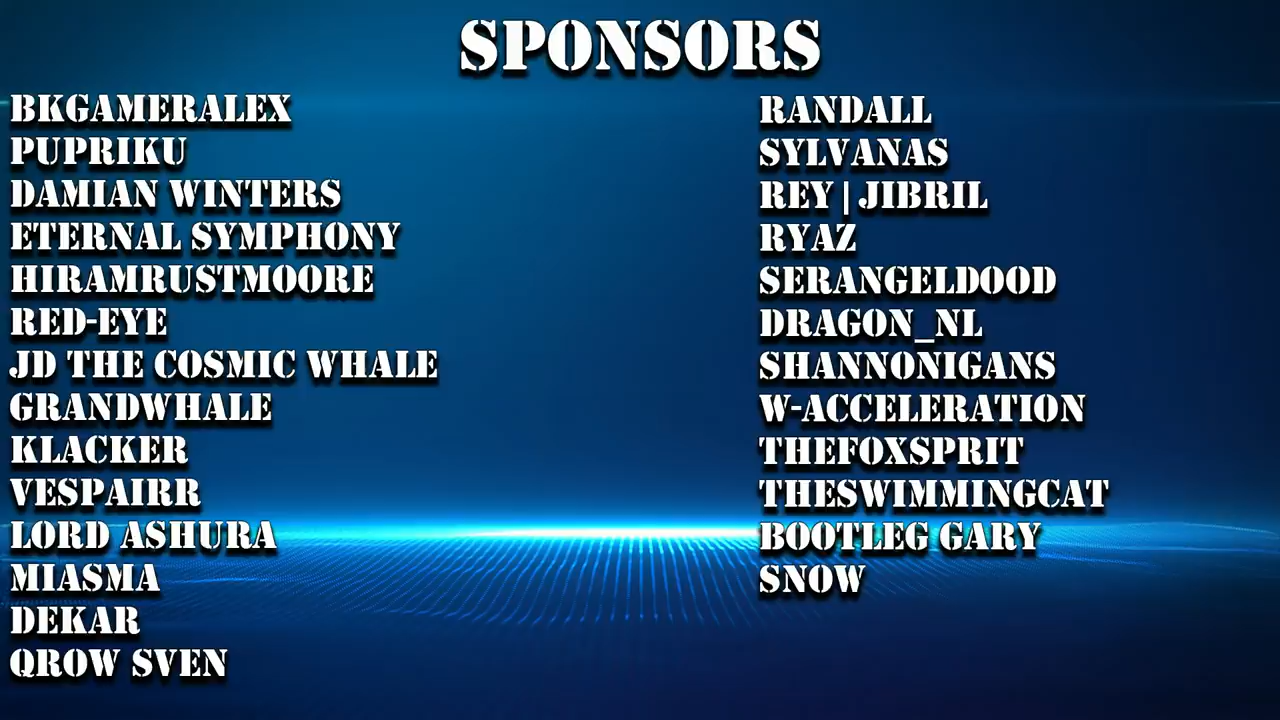 SPONSORS
BKGAMERALEX
PUPRIKU
DAMIAN WINTERS
ETERNAL SYMPHONY
HIRAMRUSTMOORE
RED-EYE
JD THE COSMIC WHALE
GRANDWHALE
KLACKER
VESPAIRR
LORD ASHURA
MIASMA
DEKAR
QROW SVEN
RANDALL
SYLVANAS
REY | JIBRIL
RYAZ
SERANGELDOOD
DRAGON_NL
SHANNONIGANS
W-ACCELERATION
THEFOXSPRIT
THESWIMMINGCAT
BOOTLEG GARY
SNOW